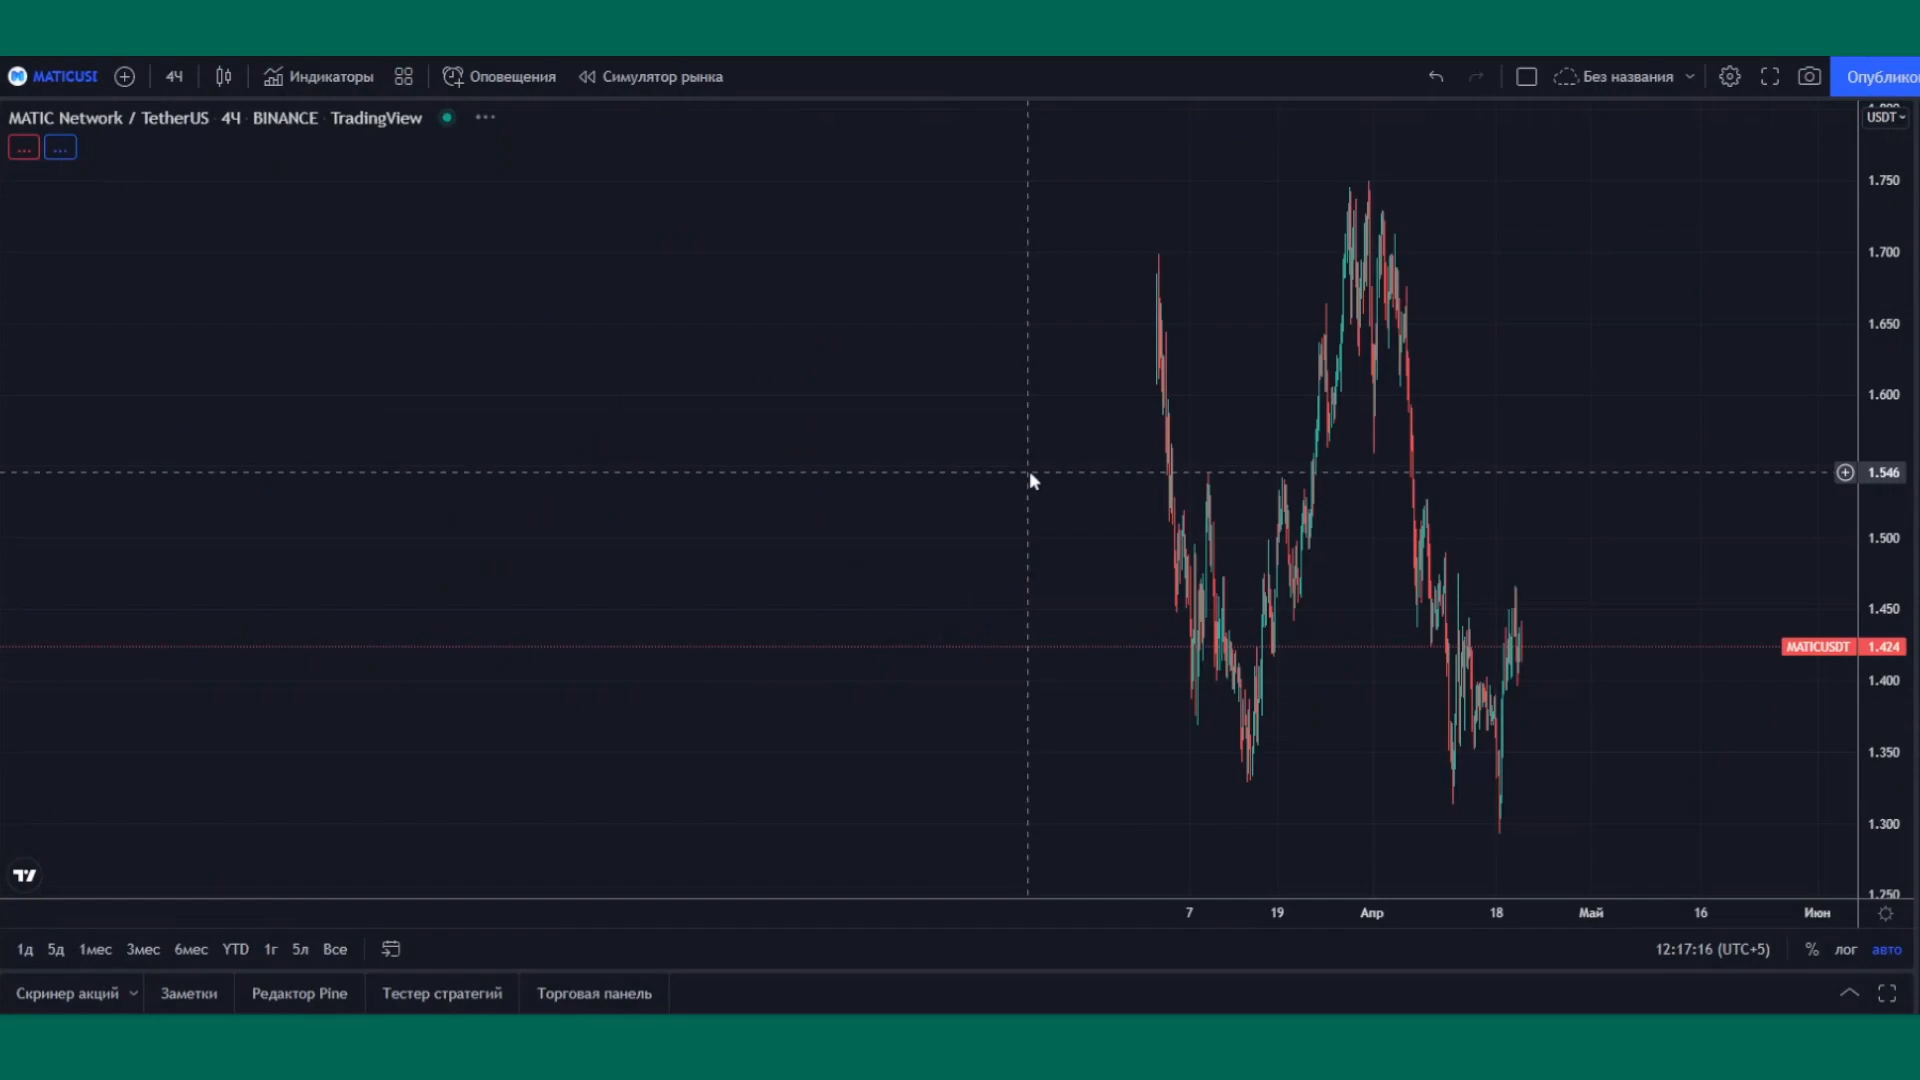 MATICUSI 4Ч Индикаторы Оповещения Симулятор рынка Без названия Опублико
MATIC Network / TetherUS 4Ч BINANCE TradingView
... ...
USDT
1.750
1.700
1.650
1.600
1.546
1.500
1.450
MATICUSDT 1.424
1.400
1.350
1.300
1.250
7 19 Апр 18 Май 16 Июн
1д 5д 1мес 3мес 6мес YTD 1г 5л Все 12:17:16 (UTC+5) % лог авто
Скринер акций Заметки Редактор Pine Тестер стратегий Торговая панель